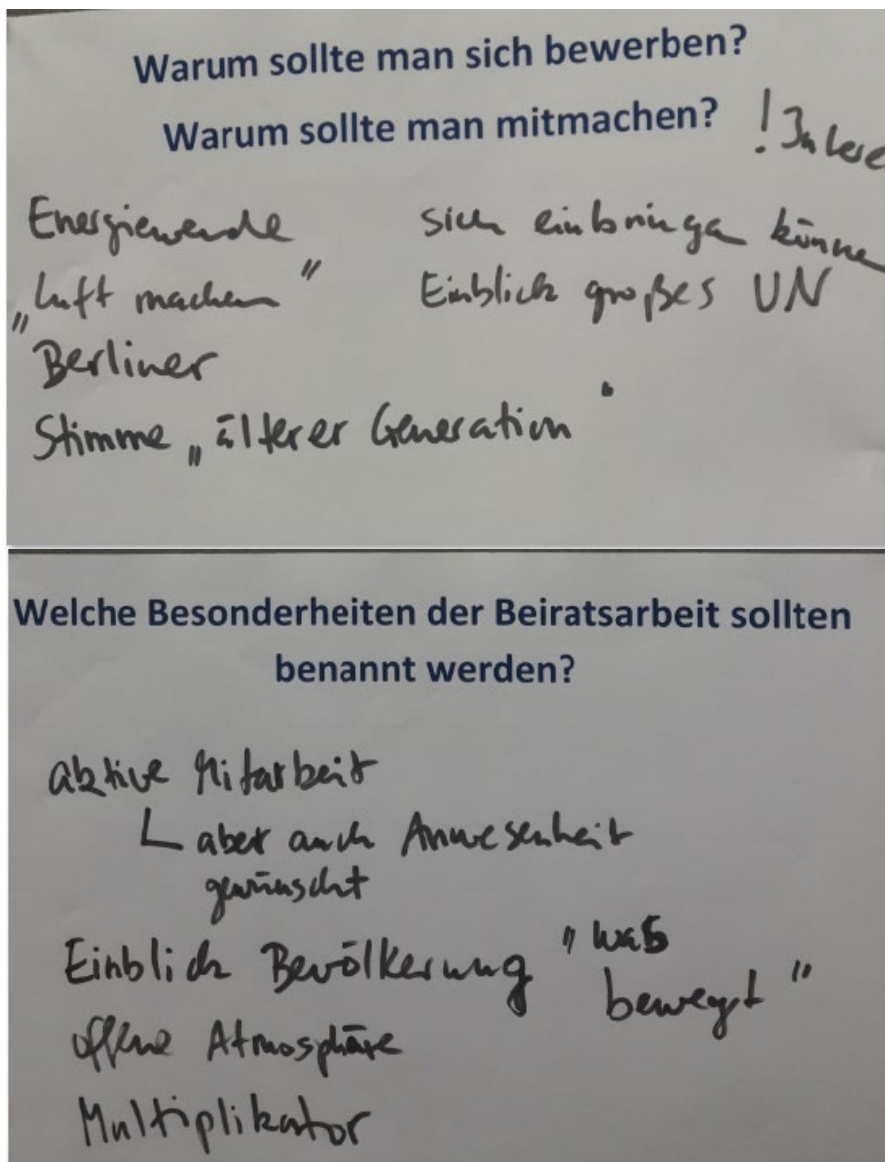 Warum sollte man sich bewerben?
Warum sollte man mitmachen?
!
Energiewende
„Luft machen"
Berliner
Stimme „älterer Generation"
sich einbringen können
Einblick großes UN
Welche Besonderheiten der Beiratsarbeit sollten
benannt werden?
aktive Mitarbeit
aber auch Anwesenheit
gewünscht
Einblick Bevölkerung "was
bewegt"
offene Atmosphäre
Multiplikator